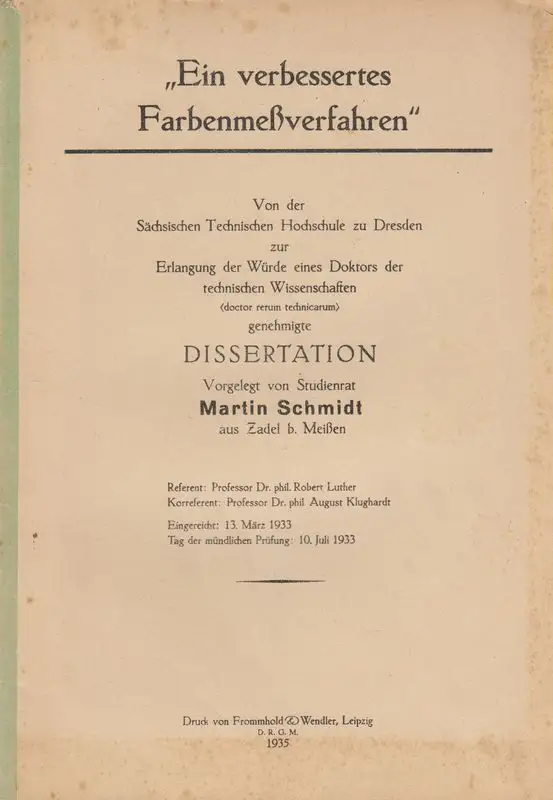 „Ein verbessertes
Farbenmeßverfahren“
Von der
Sächsischen Technischen Hochschule zu Dresden
zur
Erlangung der Würde eines Doktors der
technischen Wissenschaften
(doctor rerum technicarum)
genehmigte
DISSERTATION
Vorgelegt von Studienrat
Martin Schmidt
aus Zadel b. Meißen
Referent: Professor Dr. phil. Robert Luther
Korreferent: Professor Dr. phil. August Klughardt
Eingereicht: 13. März 1933
Tag der mündlichen Prüfung: 10. Juli 1933
Druck von Frommhold & Wendler, Leipzig
D. R. G. M.
1935